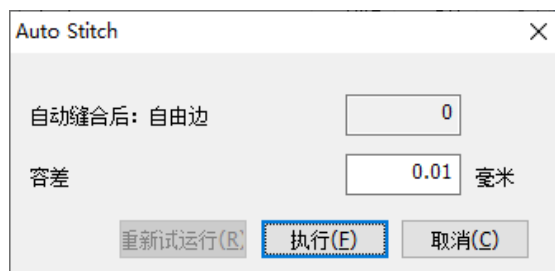 Auto Stitch
自动缝合后：自由边 0
容差 0.01 毫米
重新试运行(R) 执行(F) 取消(C)